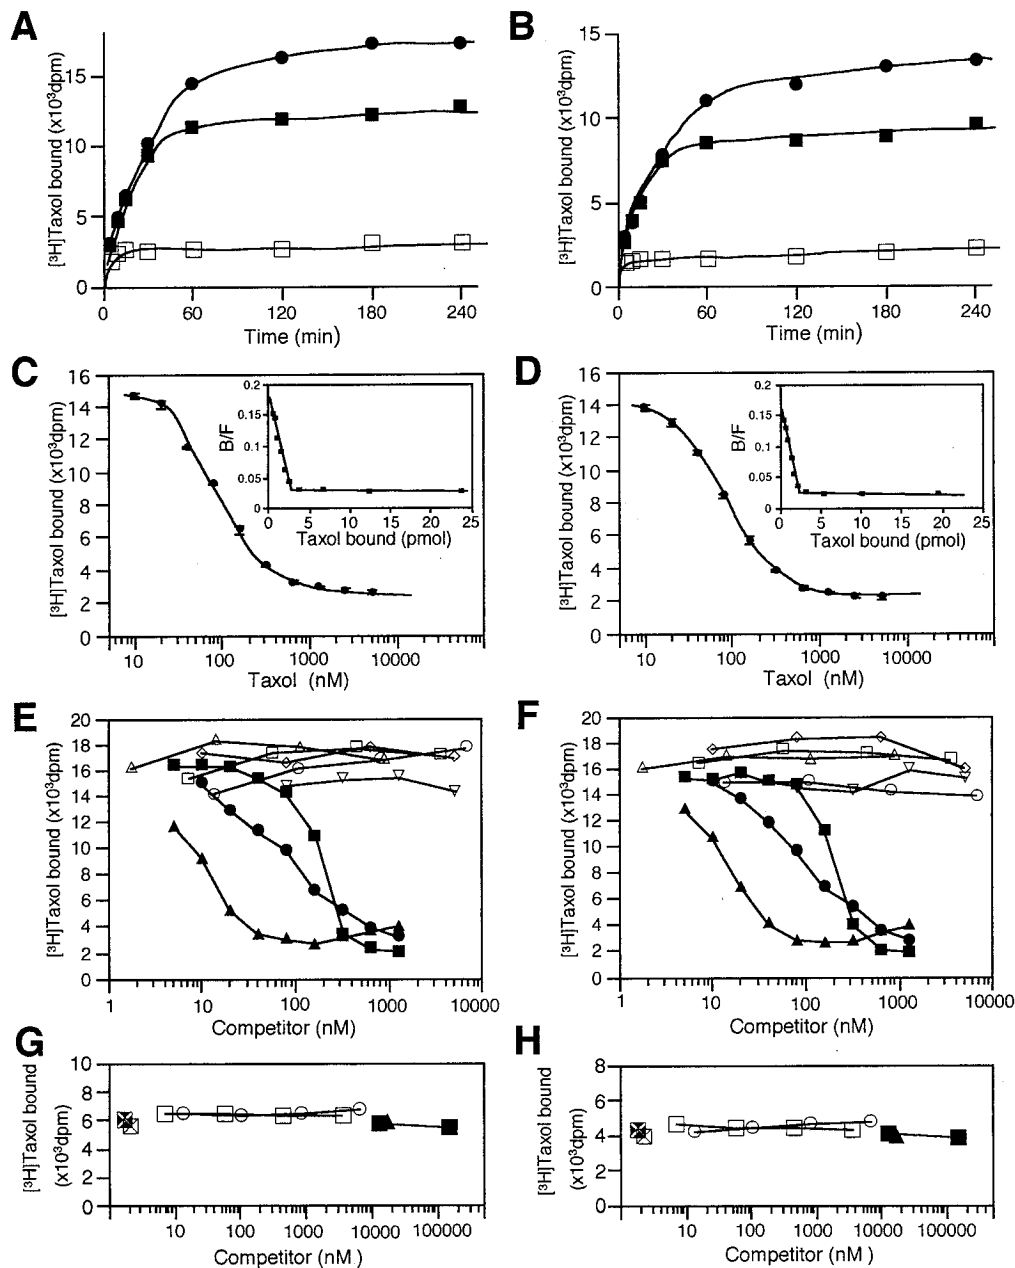 A
[³H]Taxol bound (x10³dpm)
15
10
5
0
0 60 120 180 240
Time (min)
B
[³H]Taxol bound (x10³dpm)
15
10
5
0
0 60 120 180 240
Time (min)
C
[³H]Taxol bound (x10³dpm)
16
14
12
10
8
6
4
2
0
10 100 1000 10000
Taxol (nM)
B/F
0.2
0.15
0.1
0.05
0
0 5 10 15 20 25
Taxol bound (pmol)
D
[³H]Taxol bound (x10³dpm)
16
14
12
10
8
6
4
2
0
10 100 1000 10000
Taxol (nM)
B/F
0.2
0.15
0.1
0.05
0
0 5 10 15 20 25
Taxol bound (pmol)
E
[³H]Taxol bound (x10³dpm)
20
18
16
14
12
10
8
6
4
2
0
1 10 100 1000 10000
Competitor (nM)
F
[³H]Taxol bound (x10³dpm)
20
18
16
14
12
10
8
6
4
2
0
1 10 100 1000 10000
Competitor (nM)
G
[³H]Taxol bound
(x10³dpm)
10
8
6
4
2
0
10 100 1000 10000 100000
Competitor (nM )
H
[³H]Taxol bound
(x10³dpm)
8
6
4
2
0
10 100 1000 10000 100000
Competitor (nM )